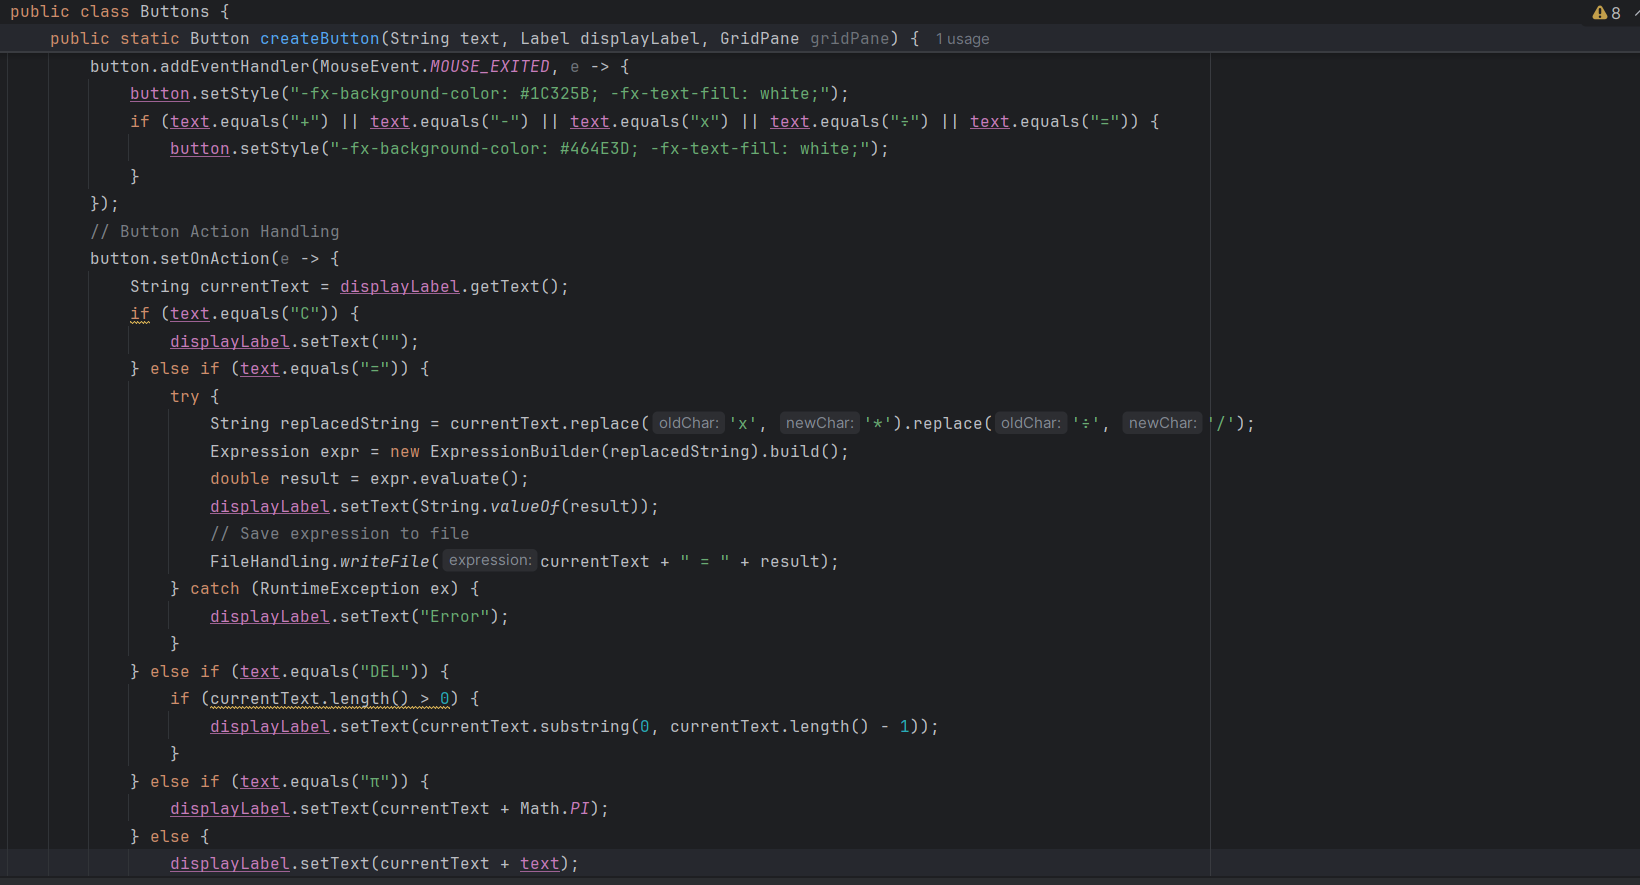 public class Buttons {
8
public static Button createButton(String text, Label displayLabel, GridPane gridPane) { 1 usage
button.addEventHandler(MouseEvent.MOUSE_EXITED, e -> {
button.setStyle("-fx-background-color: #1C325B; -fx-text-fill: white;");
if (text.equals("+") || text.equals("-") || text.equals("x") || text.equals("÷") || text.equals("=")) {
button.setStyle("-fx-background-color: #464E3D; -fx-text-fill: white;");
}
});
// Button Action Handling
button.setOnAction(e -> {
String currentText = displayLabel.getText();
if (text.equals("C")) {
displayLabel.setText("");
} else if (text.equals("=")) {
try {
String replacedString = currentText.replace( oldChar: 'x', newChar: '*').replace( oldChar: '÷', newChar: '/');
Expression expr = new ExpressionBuilder(replacedString).build();
double result = expr.evaluate();
displayLabel.setText(String.valueOf(result));
// Save expression to file
FileHandling.writeFile( expression: currentText + " = " + result);
} catch (RuntimeException ex) {
displayLabel.setText("Error");
}
} else if (text.equals("DEL")) {
if (currentText.length() > 0) {
displayLabel.setText(currentText.substring(0, currentText.length() - 1));
}
} else if (text.equals("π")) {
displayLabel.setText(currentText + Math.PI);
} else {
displayLabel.setText(currentText + text);